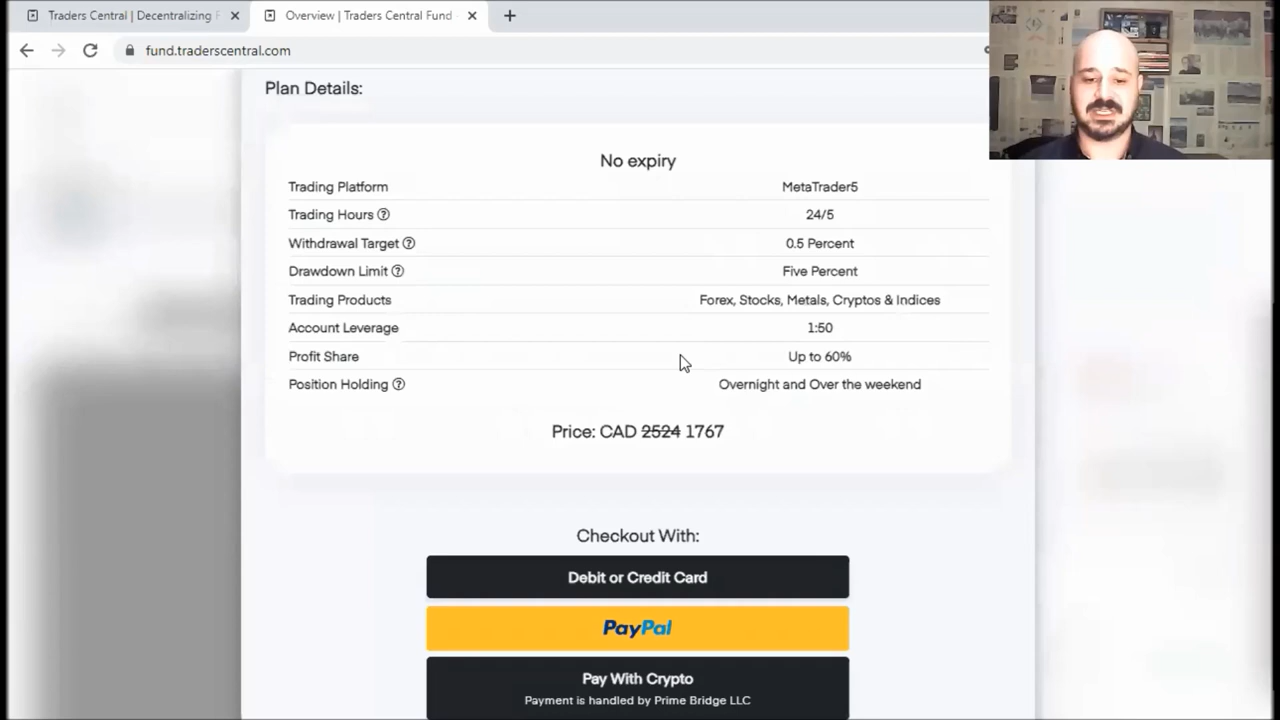 Traders Central | Decentralizing F
Overview | Traders Central Fund
fund.traderscentral.com
Plan Details:
No expiry
Trading Platform MetaTrader5
Trading Hours ? 24/5
Withdrawal Target ? 0.5 Percent
Drawdown Limit ? Five Percent
Trading Products Forex, Stocks, Metals, Cryptos & Indices
Account Leverage 1:50
Profit Share Up to 60%
Position Holding ? Overnight and Over the weekend
Price: CAD 2524 1767
Checkout With:
Debit or Credit Card
PayPal
Pay With Crypto
Payment is handled by Prime Bridge LLC